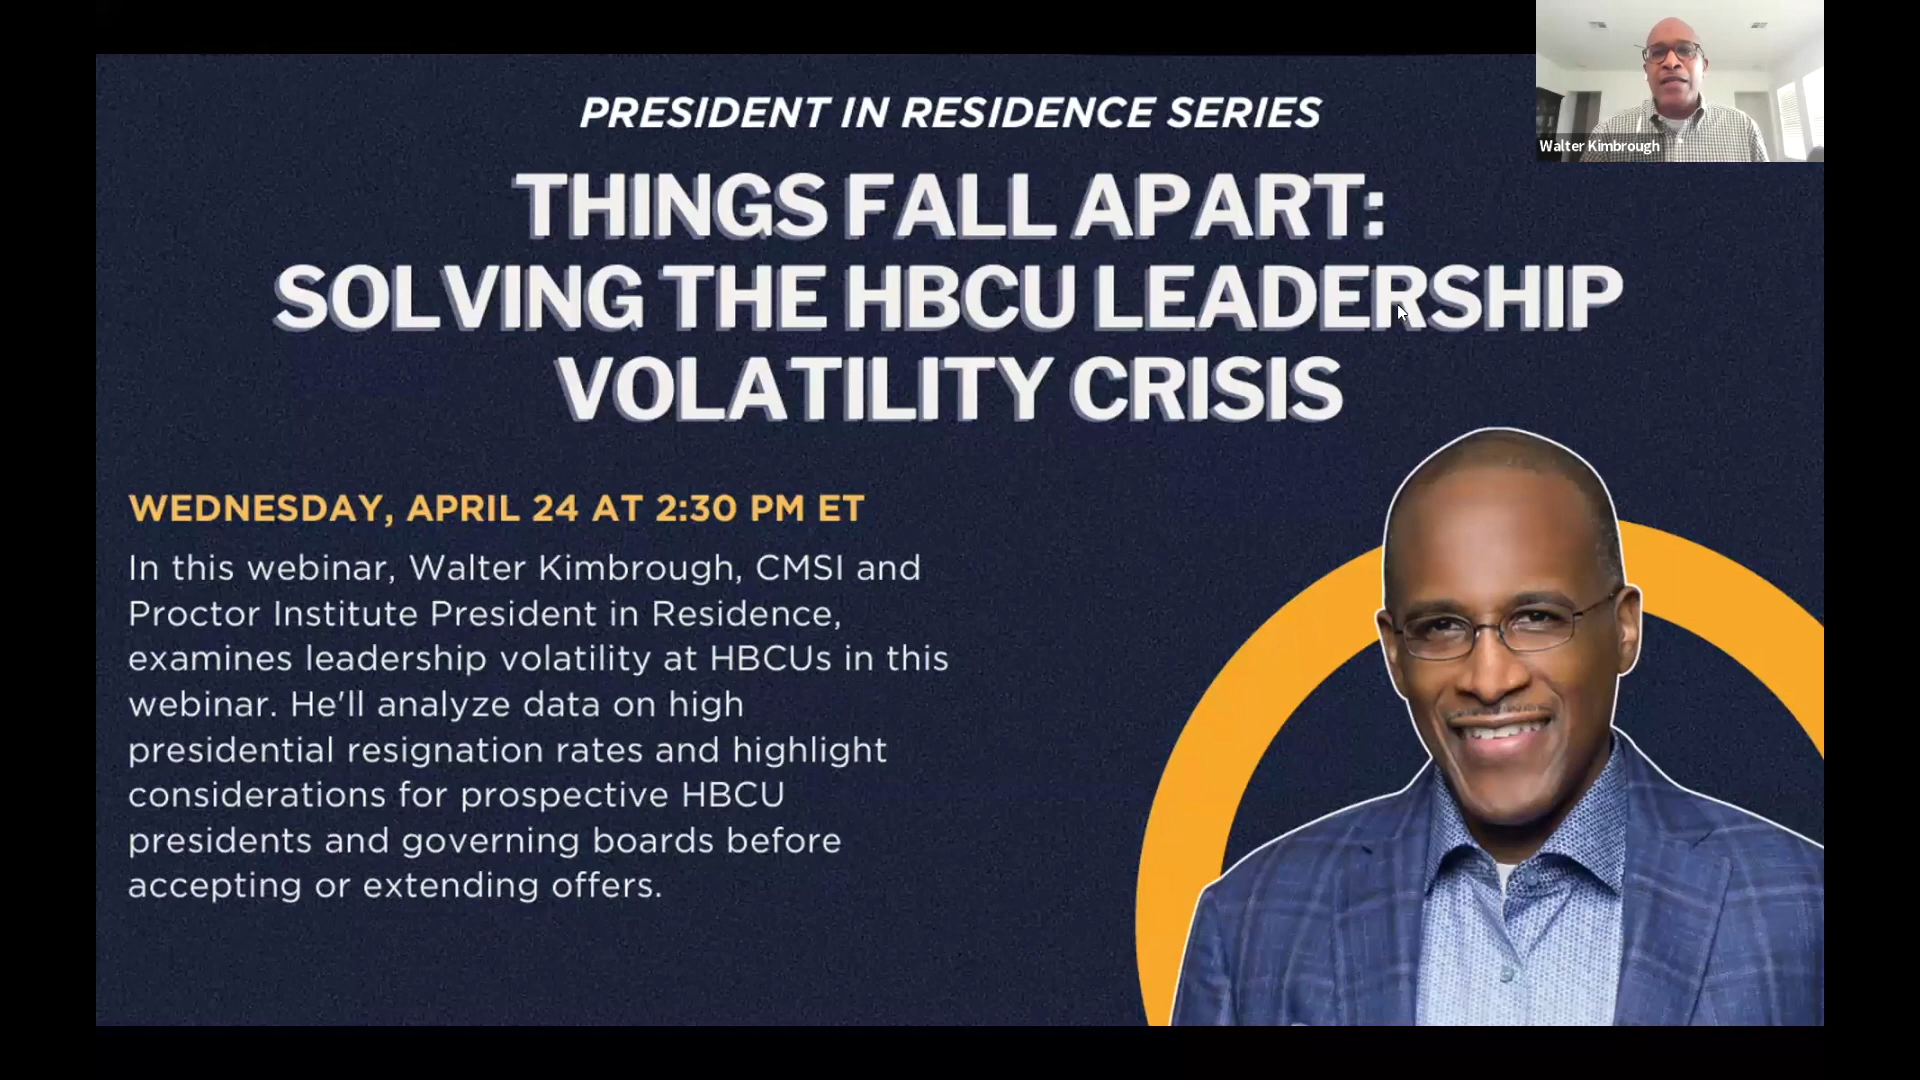 PRESIDENT IN RESIDENCE SERIES
THINGS FALL APART:
SOLVING THE HBCU LEADERSHIP
VOLATILITY CRISIS
WEDNESDAY, APRIL 24 AT 2:30 PM ET
In this webinar, Walter Kimbrough, CMSI and
Proctor Institute President in Residence,
examines leadership volatility at HBCUs in this
webinar. He'll analyze data on high
presidential resignation rates and highlight
considerations for prospective HBCU
presidents and governing boards before
accepting or extending offers.
Walter Kimbrough